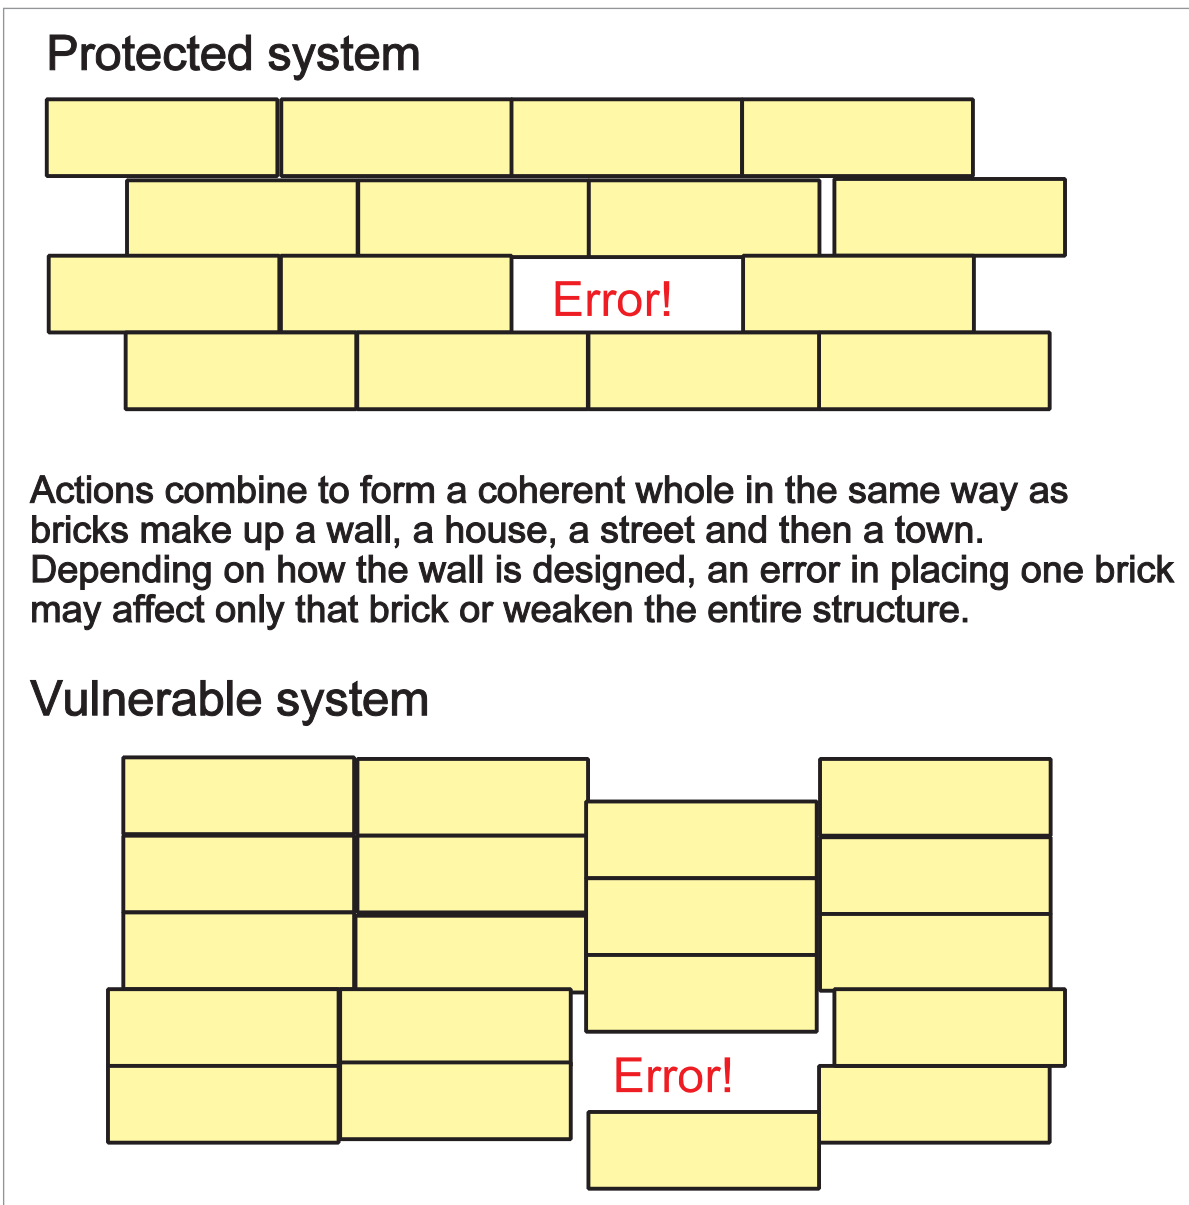 Protected system
Error!
Actions combine to form a coherent whole in the same way as
bricks make up a wall, a house, a street and then a town.
Depending on how the wall is designed, an error in placing one brick
may affect only that brick or weaken the entire structure.
Vulnerable system
Error!